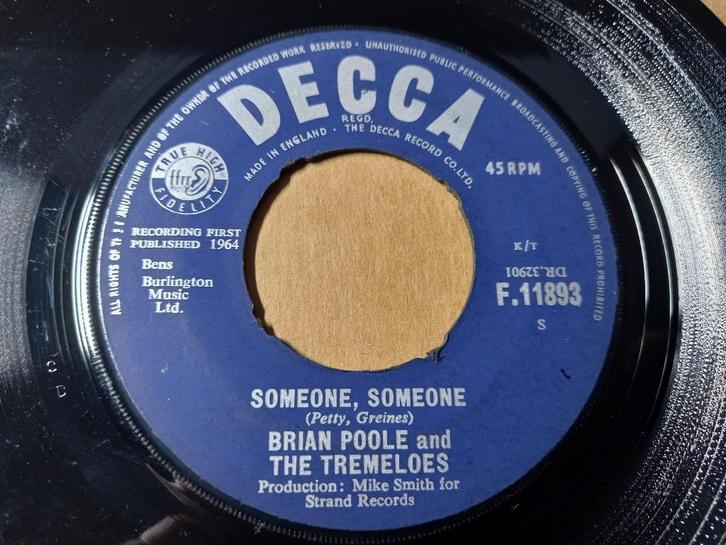 ALL RIGHTS OF THE MANUFACTURER AND OF THE OWNER OF THE RECORDED WORK RESERVED · UNAUTHORISED PUBLIC PERFORMANCE BROADCASTING AND COPYING OF THIS RECORD PROHIBITED
DECCA
REGD.
MADE IN ENGLAND · THE DECCA RECORD CO. LTD.
TRUE HIGH
ffrr
FIDELITY
45 RPM
RECORDING FIRST
PUBLISHED 1964
K/T
Bens
Burlington
Music
Ltd.
DR.32901
F.11893
S
SOMEONE, SOMEONE
(Petty, Greines)
BRIAN POOLE and
THE TREMELOES
Production: Mike Smith for
Strand Records